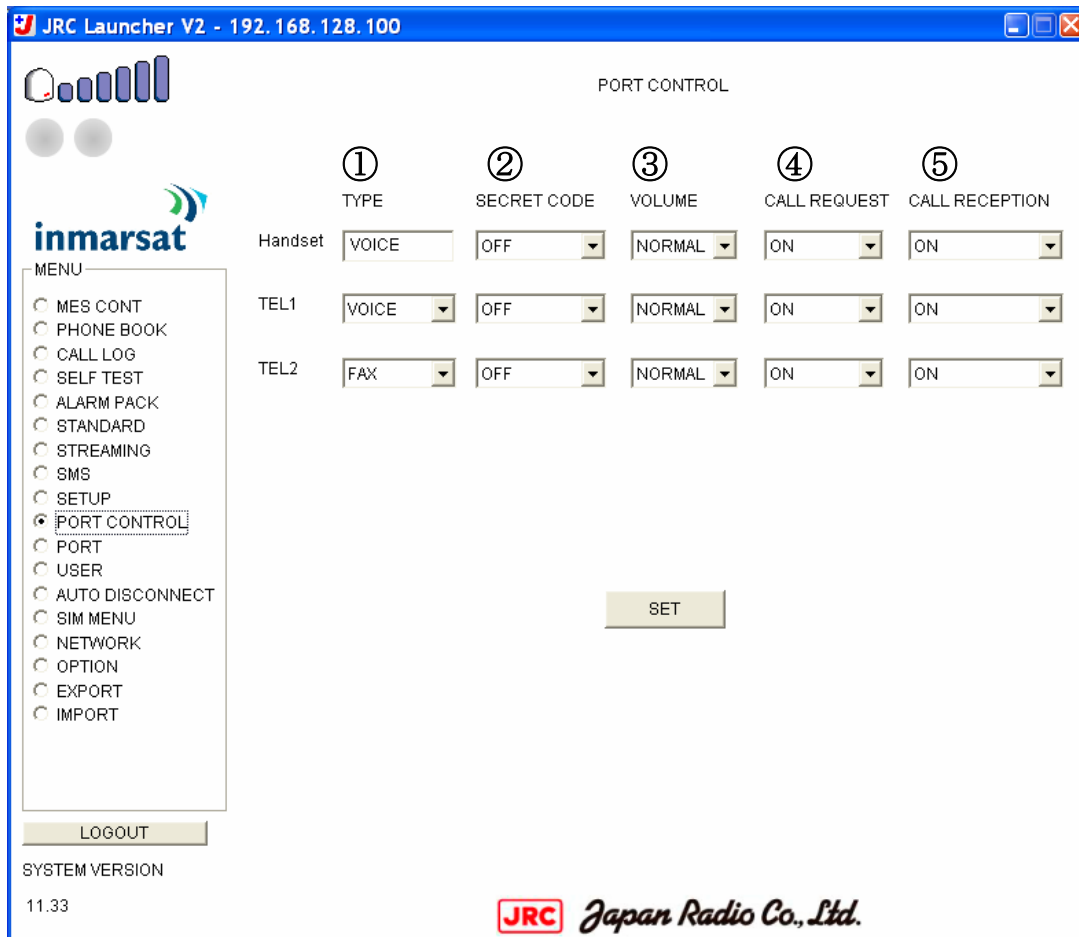 JRC Launcher V2 - 192.168.128.100
PORT CONTROL
① ② ③ ④ ⑤
TYPE SECRET CODE VOLUME CALL REQUEST CALL RECEPTION
inmarsat
Handset VOICE OFF NORMAL ON ON
TEL1 VOICE OFF NORMAL ON ON
TEL2 FAX OFF NORMAL ON ON
MENU
MES CONT
PHONE BOOK
CALL LOG
SELF TEST
ALARM PACK
STANDARD
STREAMING
SMS
SETUP
PORT CONTROL
PORT
USER
AUTO DISCONNECT
SIM MENU
NETWORK
OPTION
EXPORT
IMPORT
SET
LOGOUT
SYSTEM VERSION
11.33
JRC Japan Radio Co., Ltd.